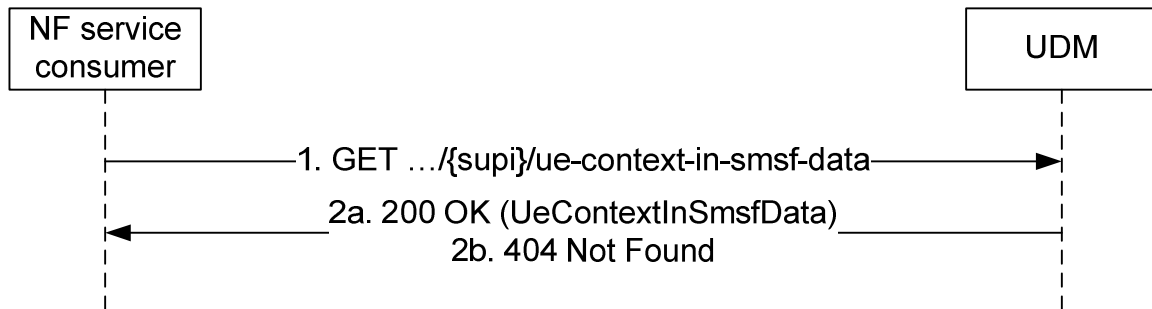 NF service
consumer
UDM
1. GET …/{supi}/ue-context-in-smsf-data
2a. 200 OK (UeContextInSmsfData)
2b. 404 Not Found